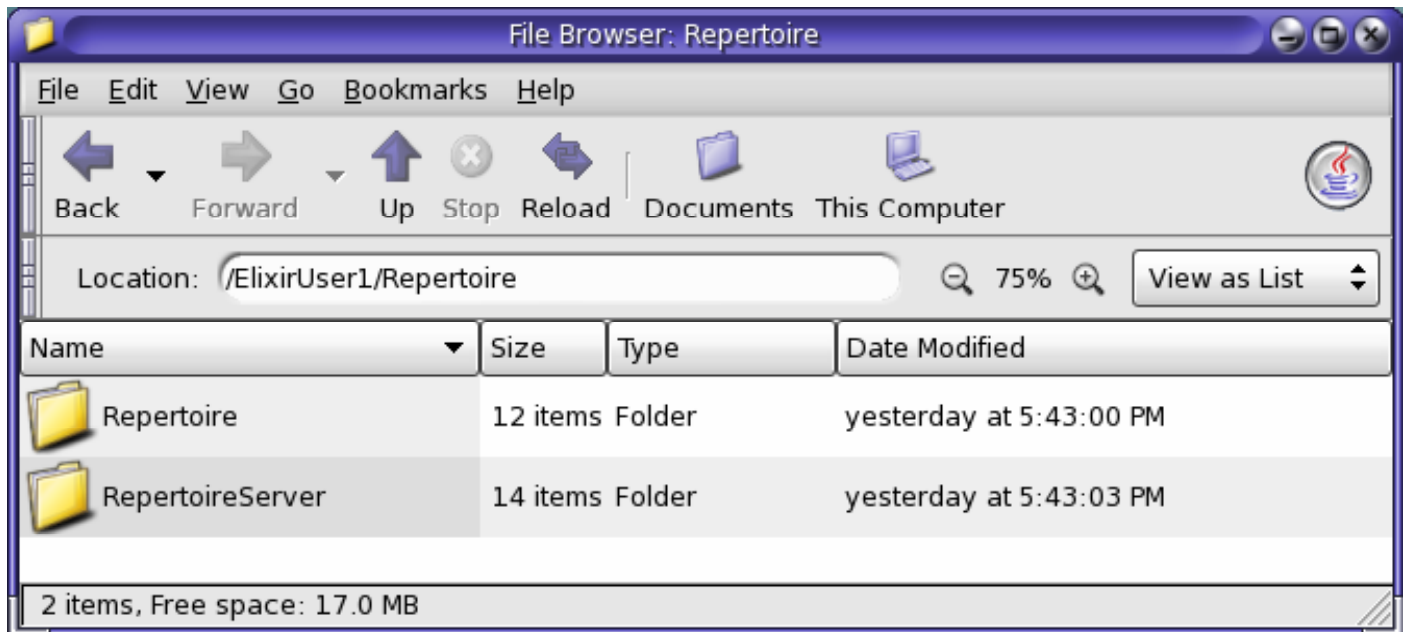 File Browser: Repertoire
File Edit View Go Bookmarks Help
Back Forward Up Stop Reload Documents This Computer
Location: /ElixirUser1/Repertoire 75% View as List
Name Size Type Date Modified
Repertoire 12 items Folder yesterday at 5:43:00 PM
RepertoireServer 14 items Folder yesterday at 5:43:03 PM
2 items, Free space: 17.0 MB